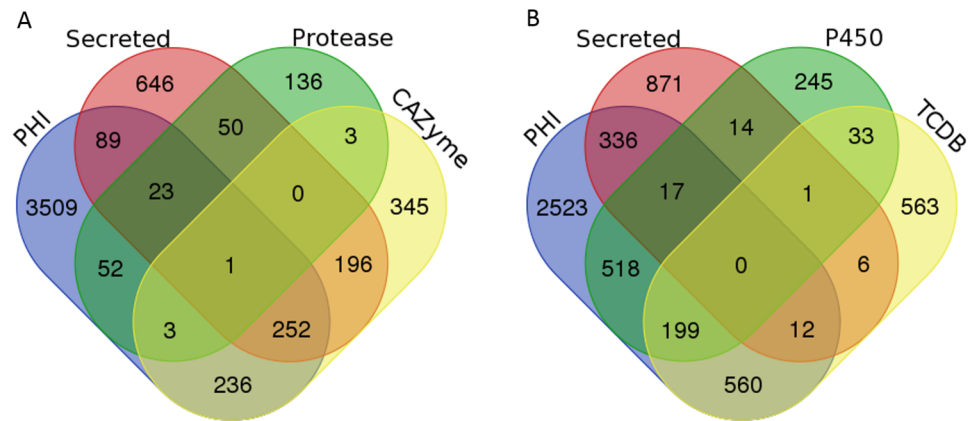 A
Secreted Protease
PHI CAZyme
646 136
89 50 3
3509 23 0 345
52 1 196
3 252
236
B
Secreted P450
PHI TCDB
871 245
336 14 33
2523 17 1 563
518 0 6
199 12
560